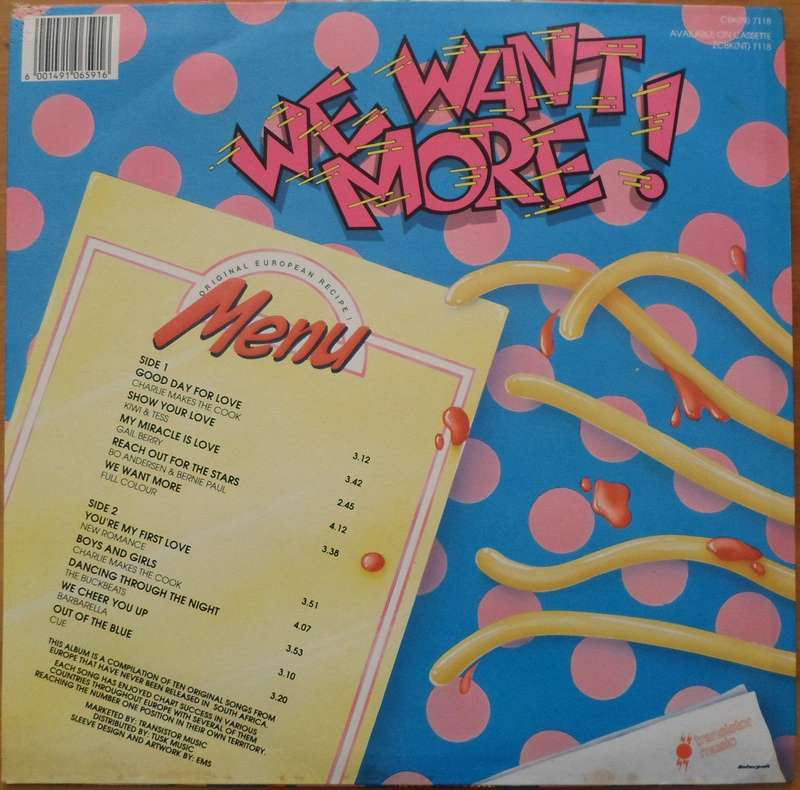 6 001491 065916
CBK(N) 7118
AVAILABLE ON CASSETTE
ZCBK(NT) 7118
WE WANT
MORE!
ORIGINAL EUROPEAN RECIPE!
Menu
SIDE 1
GOOD DAY FOR LOVE 3.12
CHARLIE MAKES THE COOK
SHOW YOUR LOVE 3.42
KIWI & TESS
MY MIRACLE IS LOVE 2.45
GAIL BERRY
REACH OUT FOR THE STARS 4.12
BO ANDERSEN & BERNIE PAUL
WE WANT MORE 3.38
FULL COLOUR
SIDE 2
YOU'RE MY FIRST LOVE 3.51
NEW ROMANCE
BOYS AND GIRLS 4.07
CHARLIE MAKES THE COOK
DANCING THROUGH THE NIGHT 3.53
THE BUCKBEATS
WE CHEER YOU UP 3.10
BARBARELLA
OUT OF THE BLUE 3.20
CUE
THIS ALBUM IS A COMPILATION OF TEN ORIGINAL SONGS FROM
EUROPE THAT HAVE NEVER BEEN RELEASED IN SOUTH AFRICA.
EACH SONG HAS ENJOYED CHART SUCCESS IN VARIOUS
COUNTRIES THROUGHOUT EUROPE WITH SEVERAL OF THEM
REACHING THE NUMBER ONE POSITION IN THEIR OWN TERRITORY.
MARKETED BY: TRANSISTOR MUSIC
DISTRIBUTED BY: TUSK MUSIC
SLEEVE DESIGN AND ARTWORK BY: EMS
transistor
music
Interpak